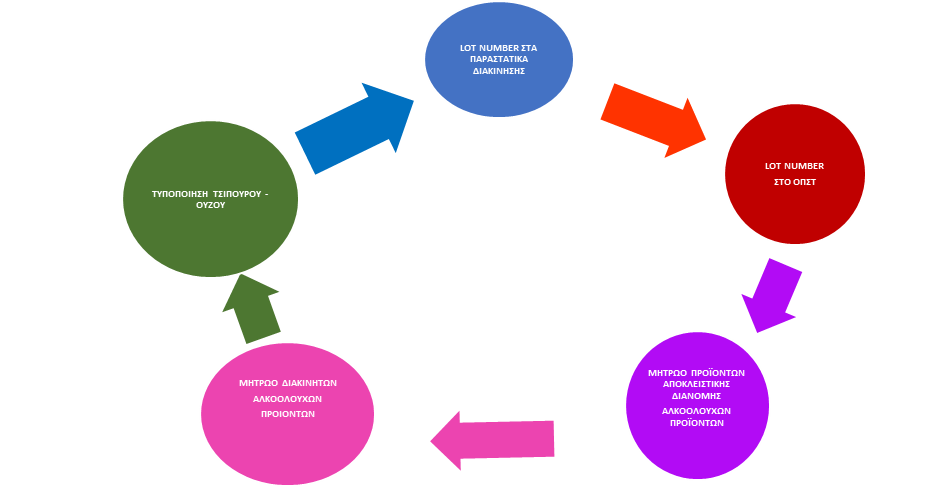 LOT NUMBER ΣΤΑ
ΠΑΡΑΣΤΑΤΙΚΑ
ΔΙΑΚΙΝΗΣΗΣ
LOT NUMBER
ΣΤΟ ΟΠΣΤ
ΜΗΤΡΩΟ ΠΡΟΪΟΝΤΩΝ
ΑΠΟΚΛΕΙΣΤΙΚΗΣ
ΔΙΑΝΟΜΗΣ
ΑΛΚΟΟΛΟΥΧΩΝ
ΠΡΟΪΟΝΤΩΝ
ΜΗΤΡΩΟ ΔΙΑΚΙΝΗΤΩΝ
ΑΛΚΟΟΛΟΥΧΩΝ
ΠΡΟΙΟΝΤΩΝ
ΤΥΠΟΠΟΙΗΣΗ ΤΣΙΠΟΥΡΟΥ –
ΟΥΖΟΥ